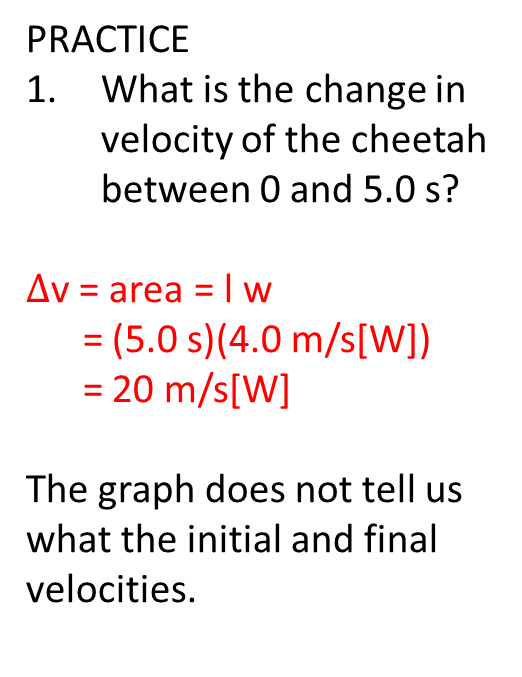 PRACTICE
1. What is the change in
velocity of the cheetah
between 0 and 5.0 s?
Δv = area = l w
= (5.0 s)(4.0 m/s[W])
= 20 m/s[W]
The graph does not tell us
what the initial and final
velocities.